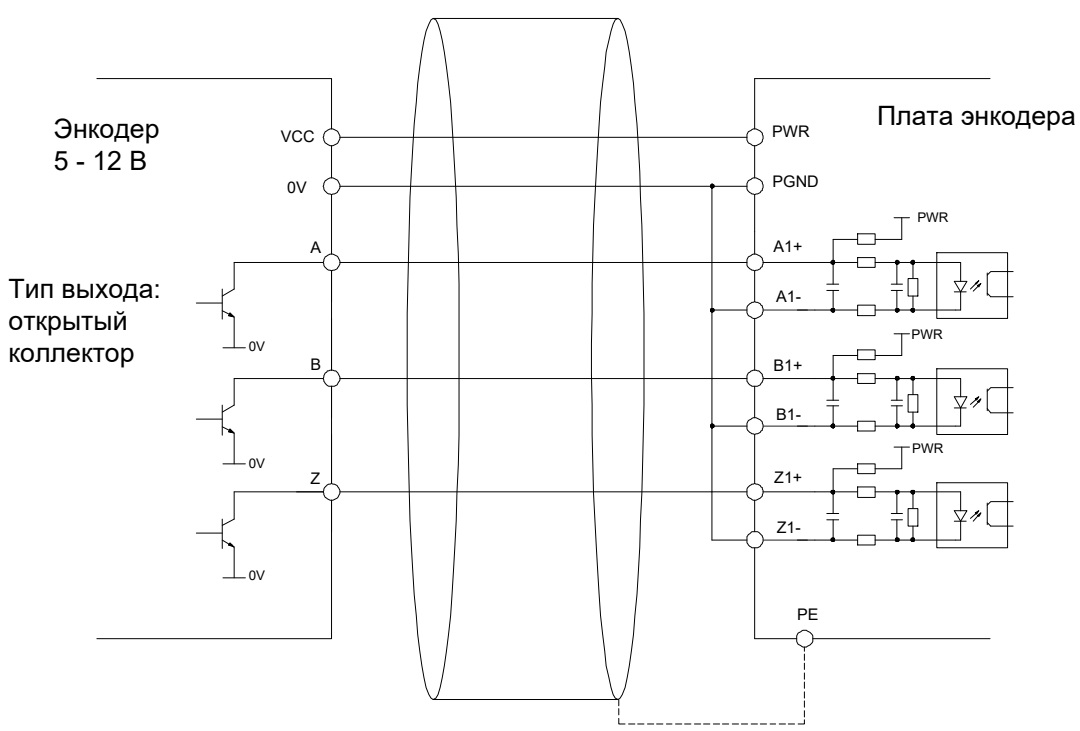 Энкодер
5 - 12 В
Плата энкодера
VCC
PWR
0V
PGND
PWR
A
A1+
Тип выхода:
открытый
коллектор
A1-
0V
PWR
B
B1+
B1-
0V
PWR
Z
Z1+
Z1-
0V
PE